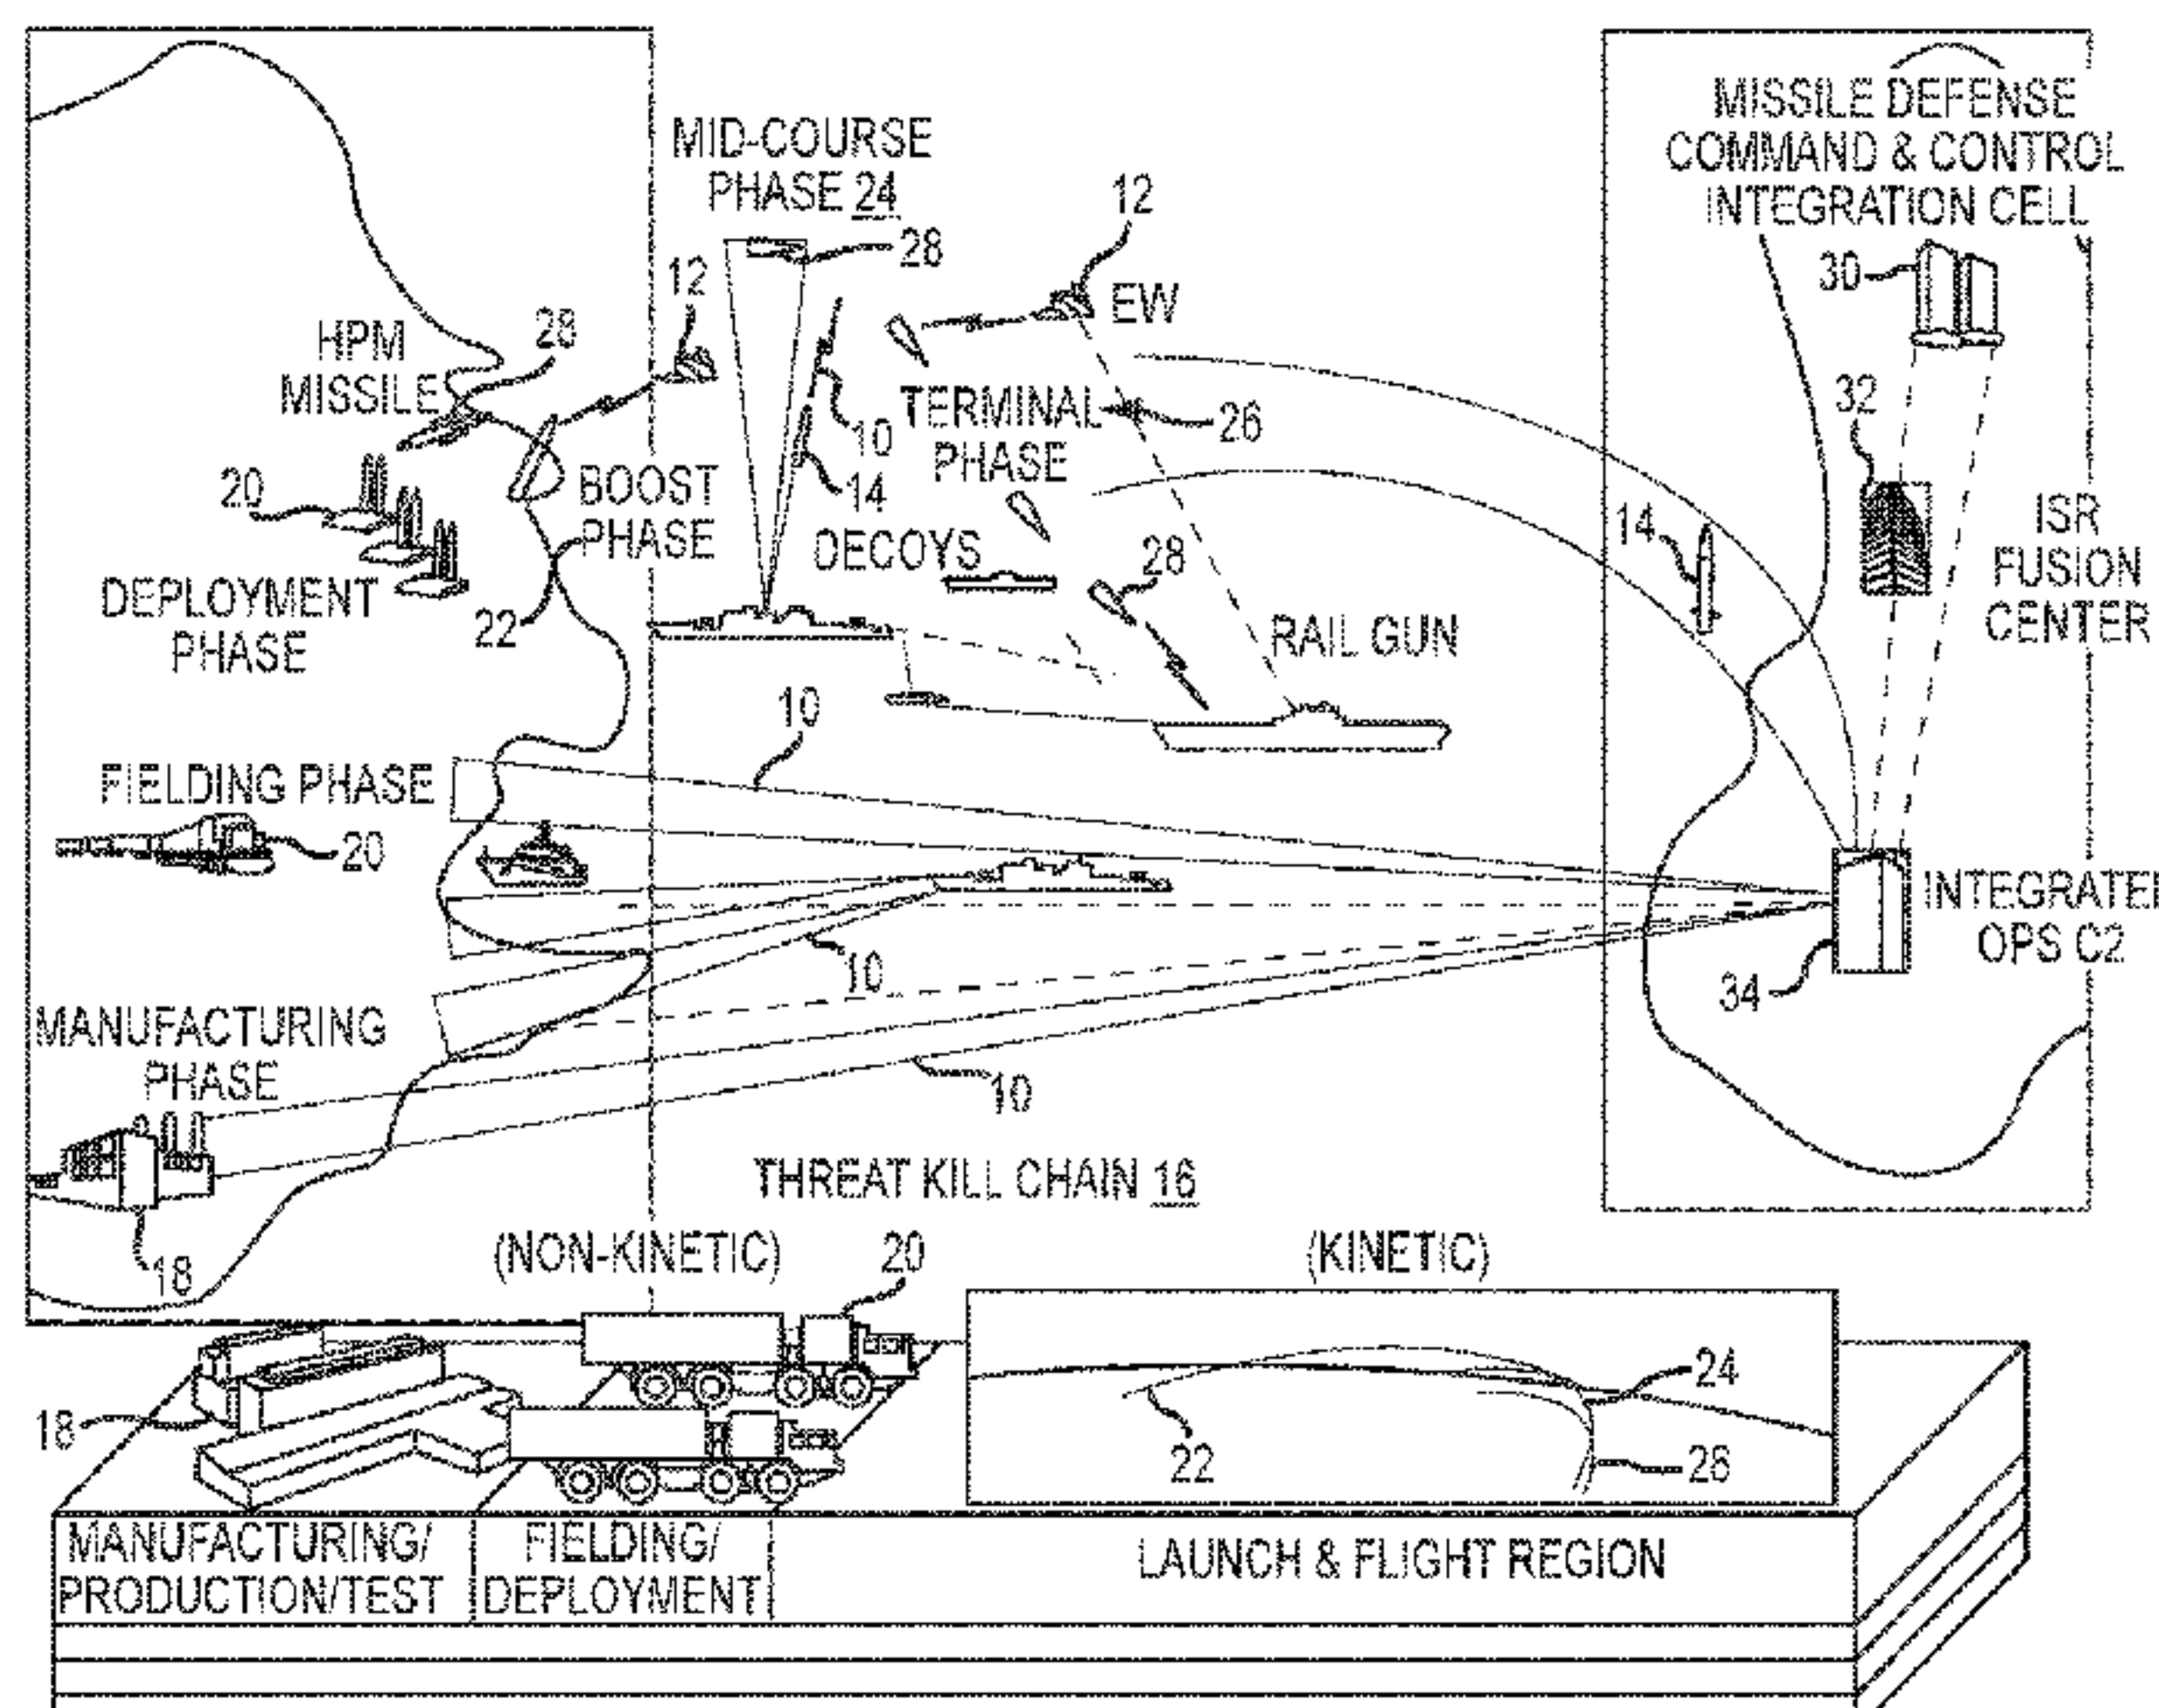 MISSILE DEFENSE
COMMAND & CONTROL
INTEGRATION CELL
MID-COURSE
PHASE 24
12
28
12
EW
30
HPM
MISSILE
28
10
TERMINAL
PHASE
26
32
20
BOOST
PHASE
14
DECOYS
28
14
ISR
FUSION
CENTER
DEPLOYMENT
PHASE
22
RAIL GUN
10
FIELDING PHASE
20
INTEGRATED
OPS C2
10
34
MANUFACTURING
PHASE
10
THREAT KILL CHAIN 16
18
(NON-KINETIC)
20
(KINETIC)
24
18
22
26
MANUFACTURING/
PRODUCTION/TEST
FIELDING/
DEPLOYMENT
LAUNCH & FLIGHT REGION